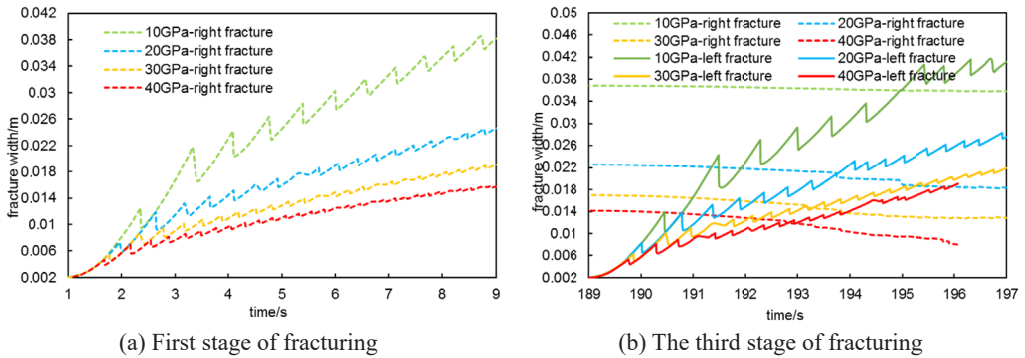 0.042
0.038
0.034
0.03
0.026
0.022
0.018
0.014
0.01
0.006
0.002
fracture width/m
10GPa-right fracture
20GPa-right fracture
30GPa-right fracture
40GPa-right fracture
1 2 3 4 5 6 7 8 9
time/s
(a) First stage of fracturing
0.05
0.046
0.042
0.038
0.034
0.03
0.026
0.022
0.018
0.014
0.01
0.006
0.002
fracture width/m
10GPa-right fracture 20GPa-right fracture
30GPa-right fracture 40GPa-right fracture
10GPa-left fracture 20GPa-left fracture
30GPa-left fracture 40GPa-left fracture
189 190 191 192 193 194 195 196 197
time/s
(b) The third stage of fracturing